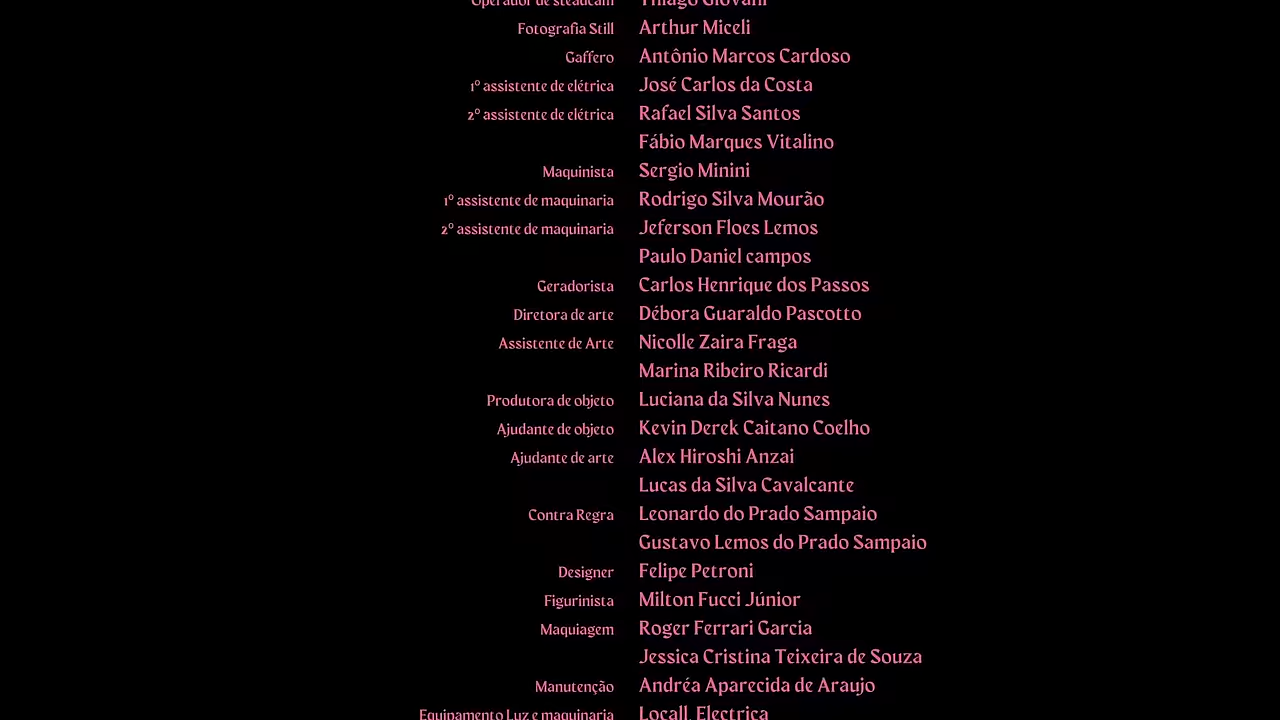 Operador de steadcam Thiago Giovani
Fotografia Still Arthur Miceli
Gaffero Antônio Marcos Cardoso
1º assistente de elétrica José Carlos da Costa
2º assistente de elétrica Rafael Silva Santos
Fábio Marques Vitalino
Maquinista Sergio Minini
1º assistente de maquinaria Rodrigo Silva Mourão
2º assistente de maquinaria Jeferson Floes Lemos
Paulo Daniel campos
Geradorista Carlos Henrique dos Passos
Diretora de arte Débora Guaraldo Pascotto
Assistente de Arte Nicolle Zaira Fraga
Marina Ribeiro Ricardi
Produtora de objeto Luciana da Silva Nunes
Ajudante de objeto Kevin Derek Caitano Coelho
Ajudante de arte Alex Hiroshi Anzai
Lucas da Silva Cavalcante
Contra Regra Leonardo do Prado Sampaio
Gustavo Lemos do Prado Sampaio
Designer Felipe Petroni
Figurinista Milton Fucci Júnior
Maquiagem Roger Ferrari Garcia
Jessica Cristina Teixeira de Souza
Manutenção Andréa Aparecida de Araujo
Equipamento Luz e maquinaria Locall, Electrica